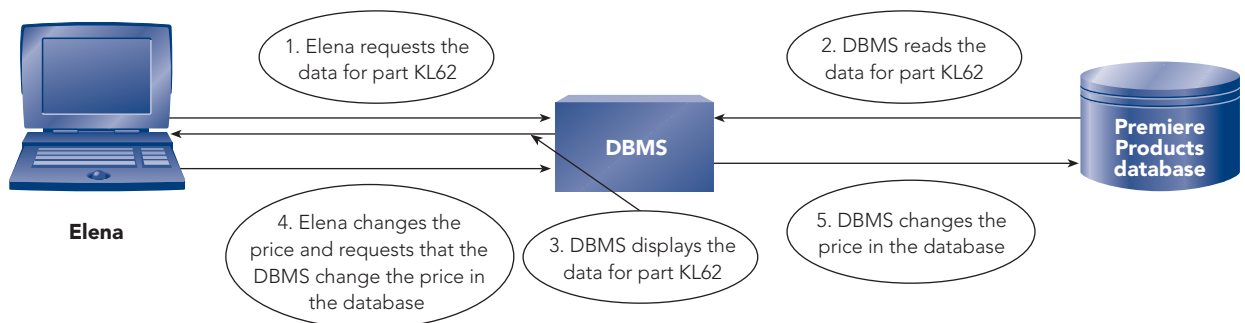 1. Elena requests the
data for part KL62
2. DBMS reads the
data for part KL62
DBMS
Premiere
Products
database
Elena
4. Elena changes the
price and requests that the
DBMS change the price in
the database
3. DBMS displays the
data for part KL62
5. DBMS changes the
price in the database